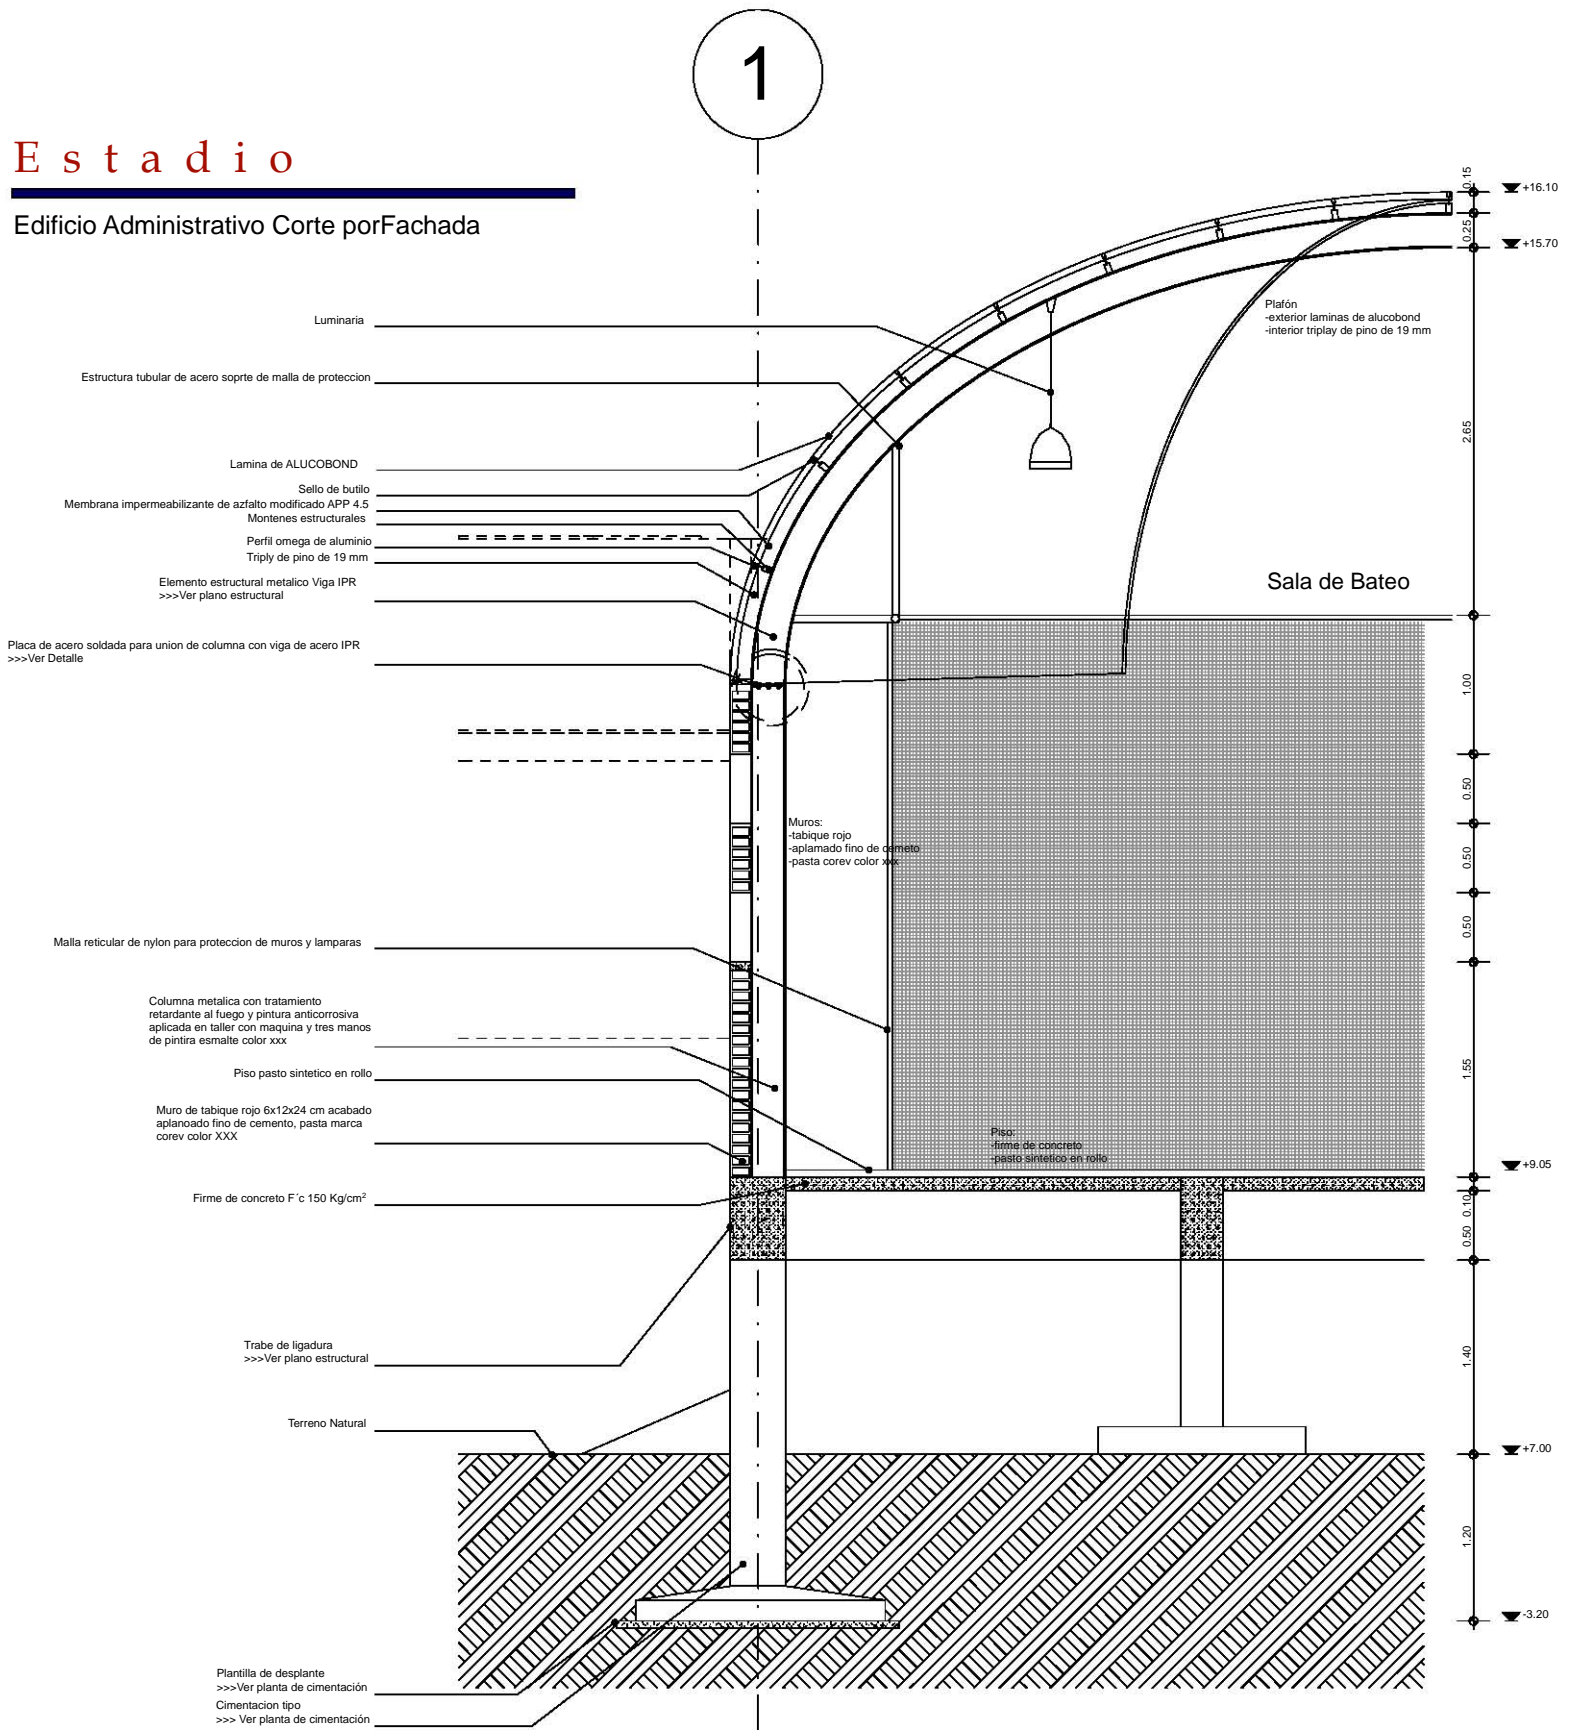 1
Estadio
Edificio Administrativo Corte porFachada
Luminaria
Estructura tubular de acero soprte de malla de proteccion
Lamina de ALUCOBOND
Sello de butilo
Membrana impermeabilizante de azfalto modificado APP 4.5
Montenes estructurales
Perfil omega de aluminio
Triply de pino de 19 mm
Elemento estructural metalico Viga IPR
>>>Ver plano estructural
Placa de acero soldada para union de columna con viga de acero IPR
>>>Ver Detalle
Malla reticular de nylon para proteccion de muros y lamparas
Columna metalica con tratamiento
retardante al fuego y pintura anticorrosiva
aplicada en taller con maquina y tres manos
de pintira esmalte color xxx
Piso pasto sintetico en rollo
Muro de tabique rojo 6x12x24 cm acabado
aplanoado fino de cemento, pasta marca
corev color XXX
Firme de concreto F´c 150 Kg/cm²
Trabe de ligadura
>>>Ver plano estructural
Terreno Natural
Plantilla de desplante
>>>Ver planta de cimentación
Cimentacion tipo
>>> Ver planta de cimentación
Plafón
-exterior laminas de alucobond
-interior triplay de pino de 19 mm
Sala de Bateo
Muros:
-tabique rojo
-aplamado fino de cemeto
-pasta corev color xxx
Piso:
-firme de concreto
-pasto sintetico en rollo
0.15
0.25
2.65
1.00
0.50
0.50
0.50
1.55
0.10
0.50
1.40
1.20
+16.10
+15.70
+9.05
+7.00
-3.20